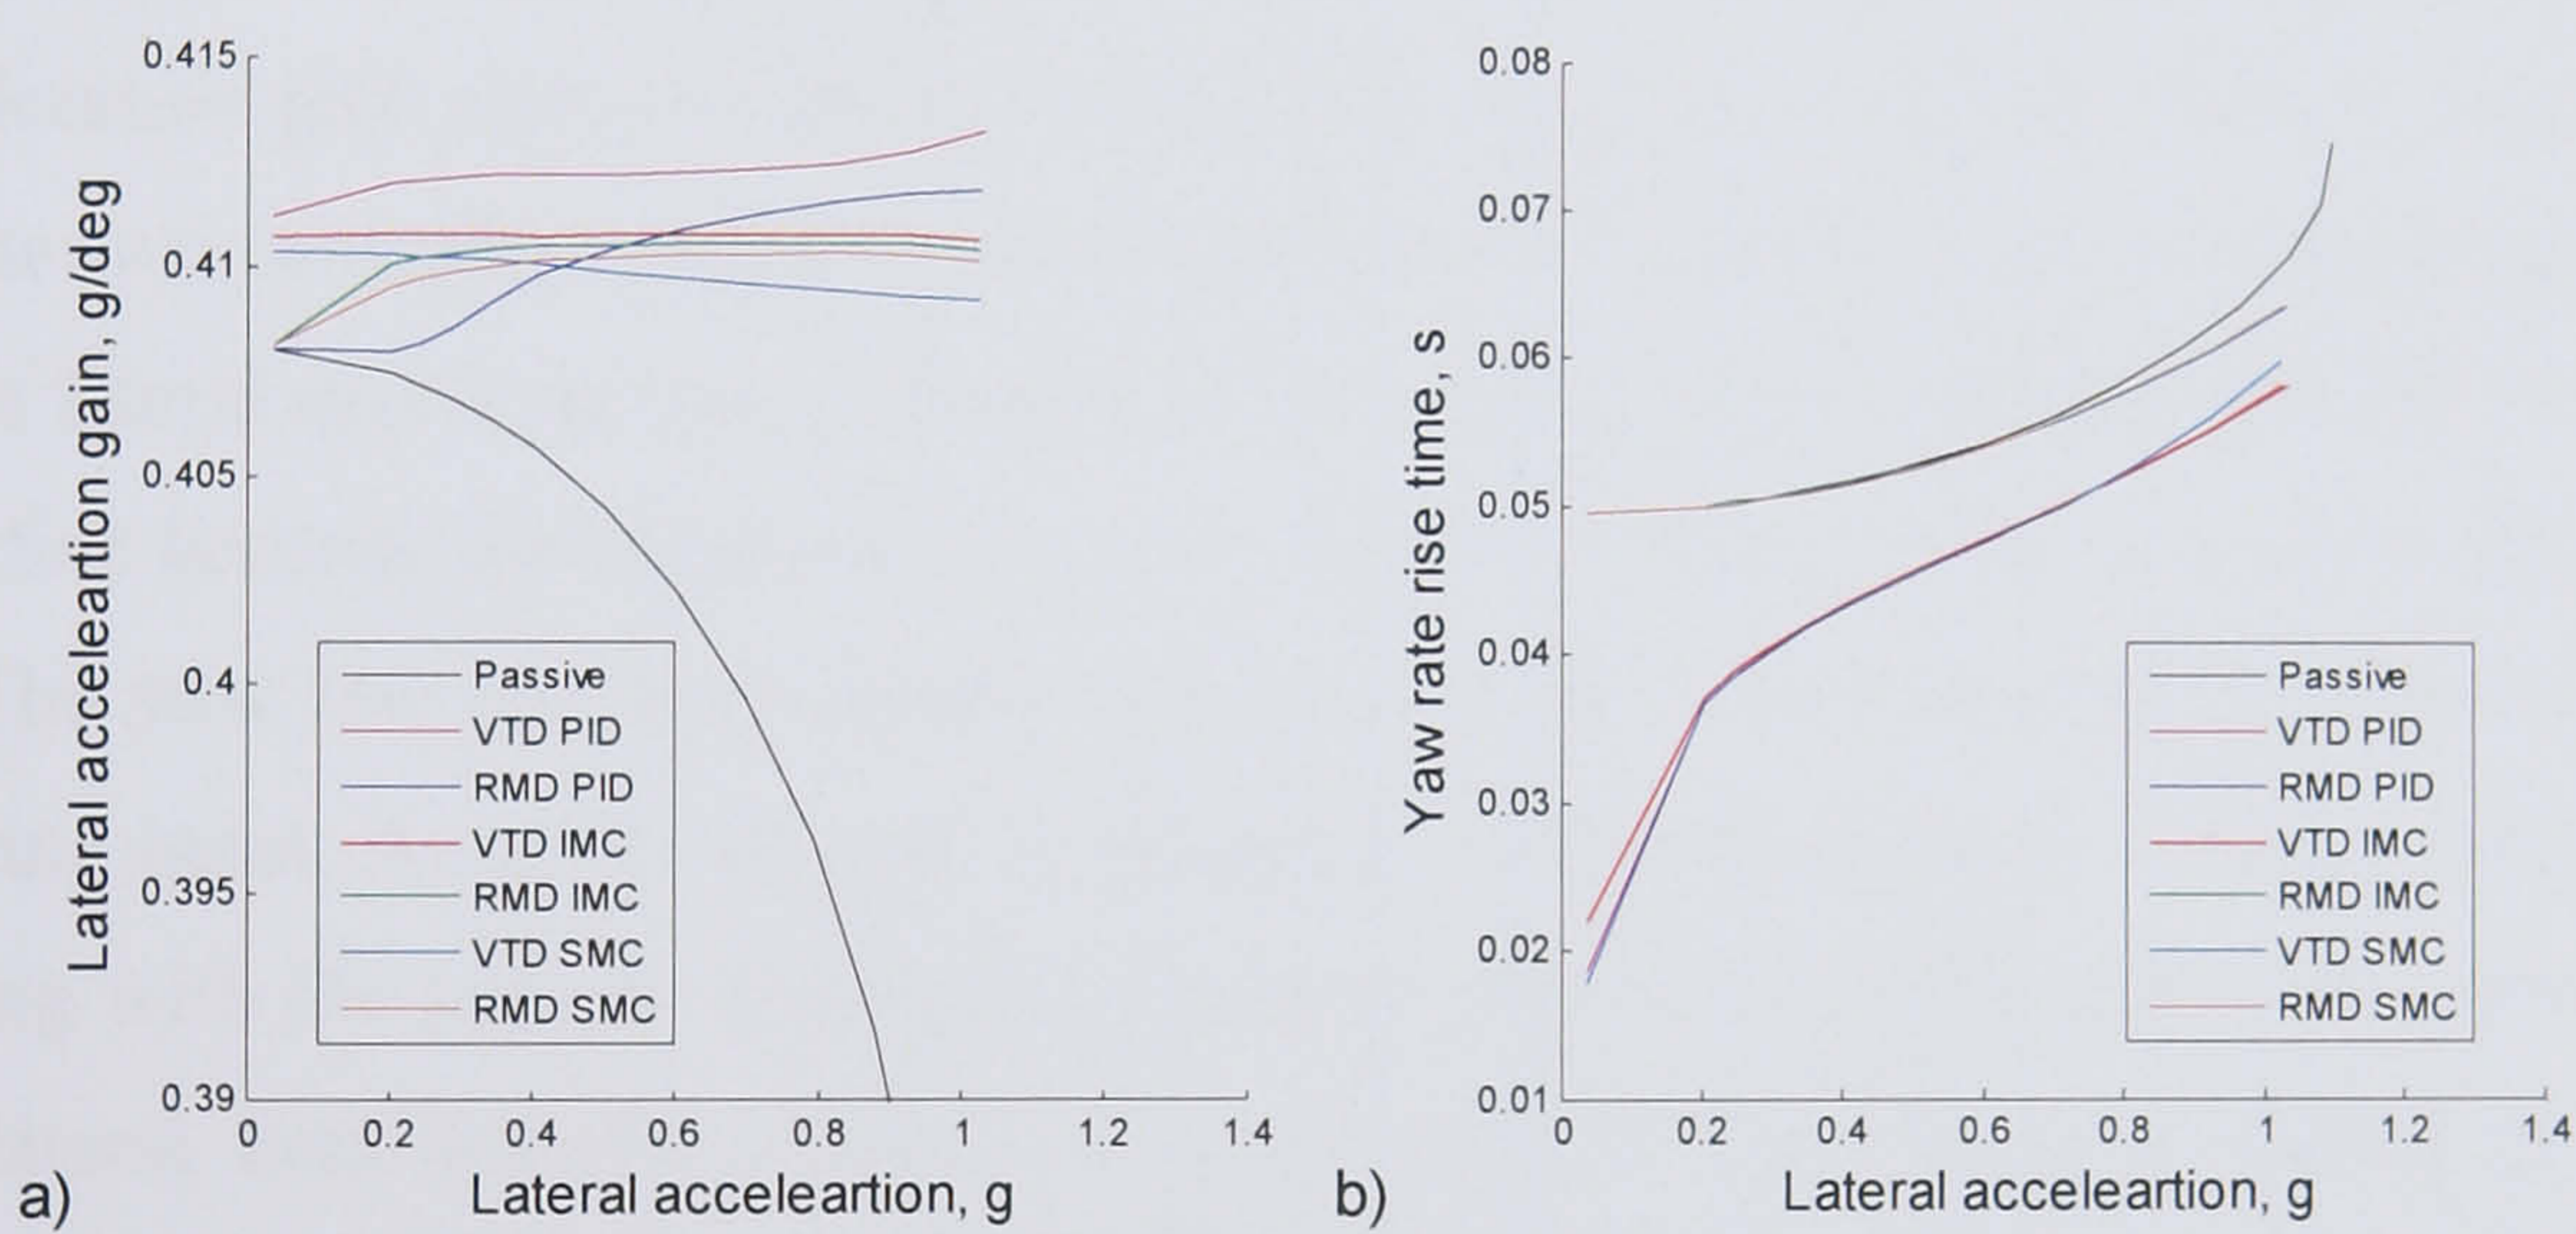 0.415
0.41
0.405
0.4
0.395
0.39
0 0.2 0.4 0.6 0.8 1 1.2 1.4
Lateral acceleartion gain, g/deg
Lateral acceleartion, g
Passive
VTD PID
RMD PID
VTD IMC
RMD IMC
VTD SMC
RMD SMC
a)
0.08
0.07
0.06
0.05
0.04
0.03
0.02
0.01
0 0.2 0.4 0.6 0.8 1 1.2 1.4
Yaw rate rise time, s
Lateral acceleartion, g
Passive
VTD PID
RMD PID
VTD IMC
RMD IMC
VTD SMC
RMD SMC
b)